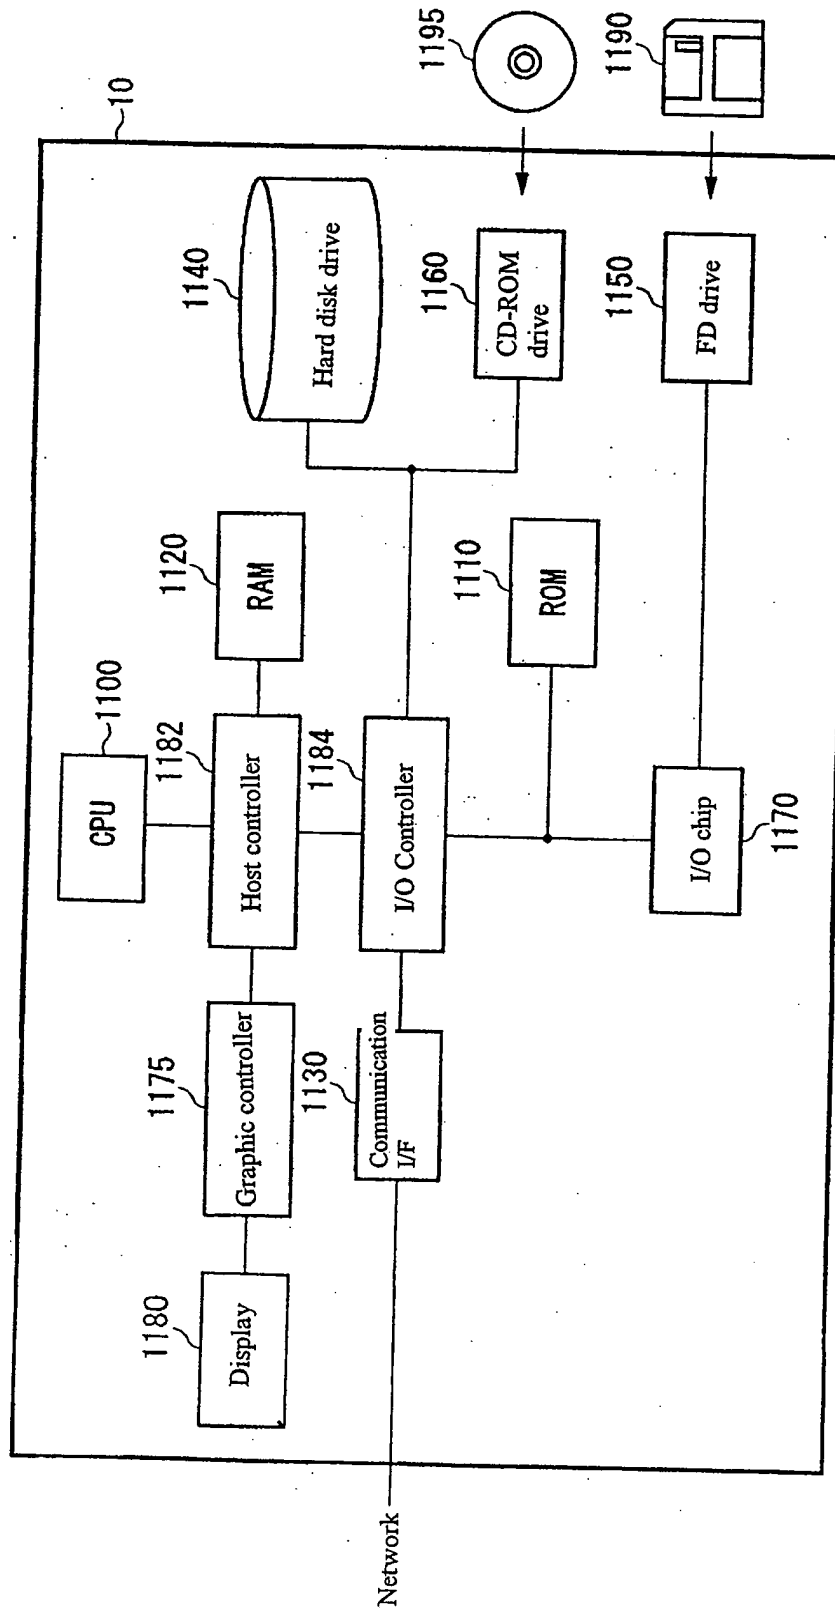 10
1100
CPU
1182
Host controller
1120
RAM
1175
Graphic controller
1180
Display
1140
Hard disk drive
1184
I/O Controller
1130
Communication
I/F
Network
1160
CD-ROM
drive
1195
1110
ROM
1150
FD drive
1190
I/O chip
1170